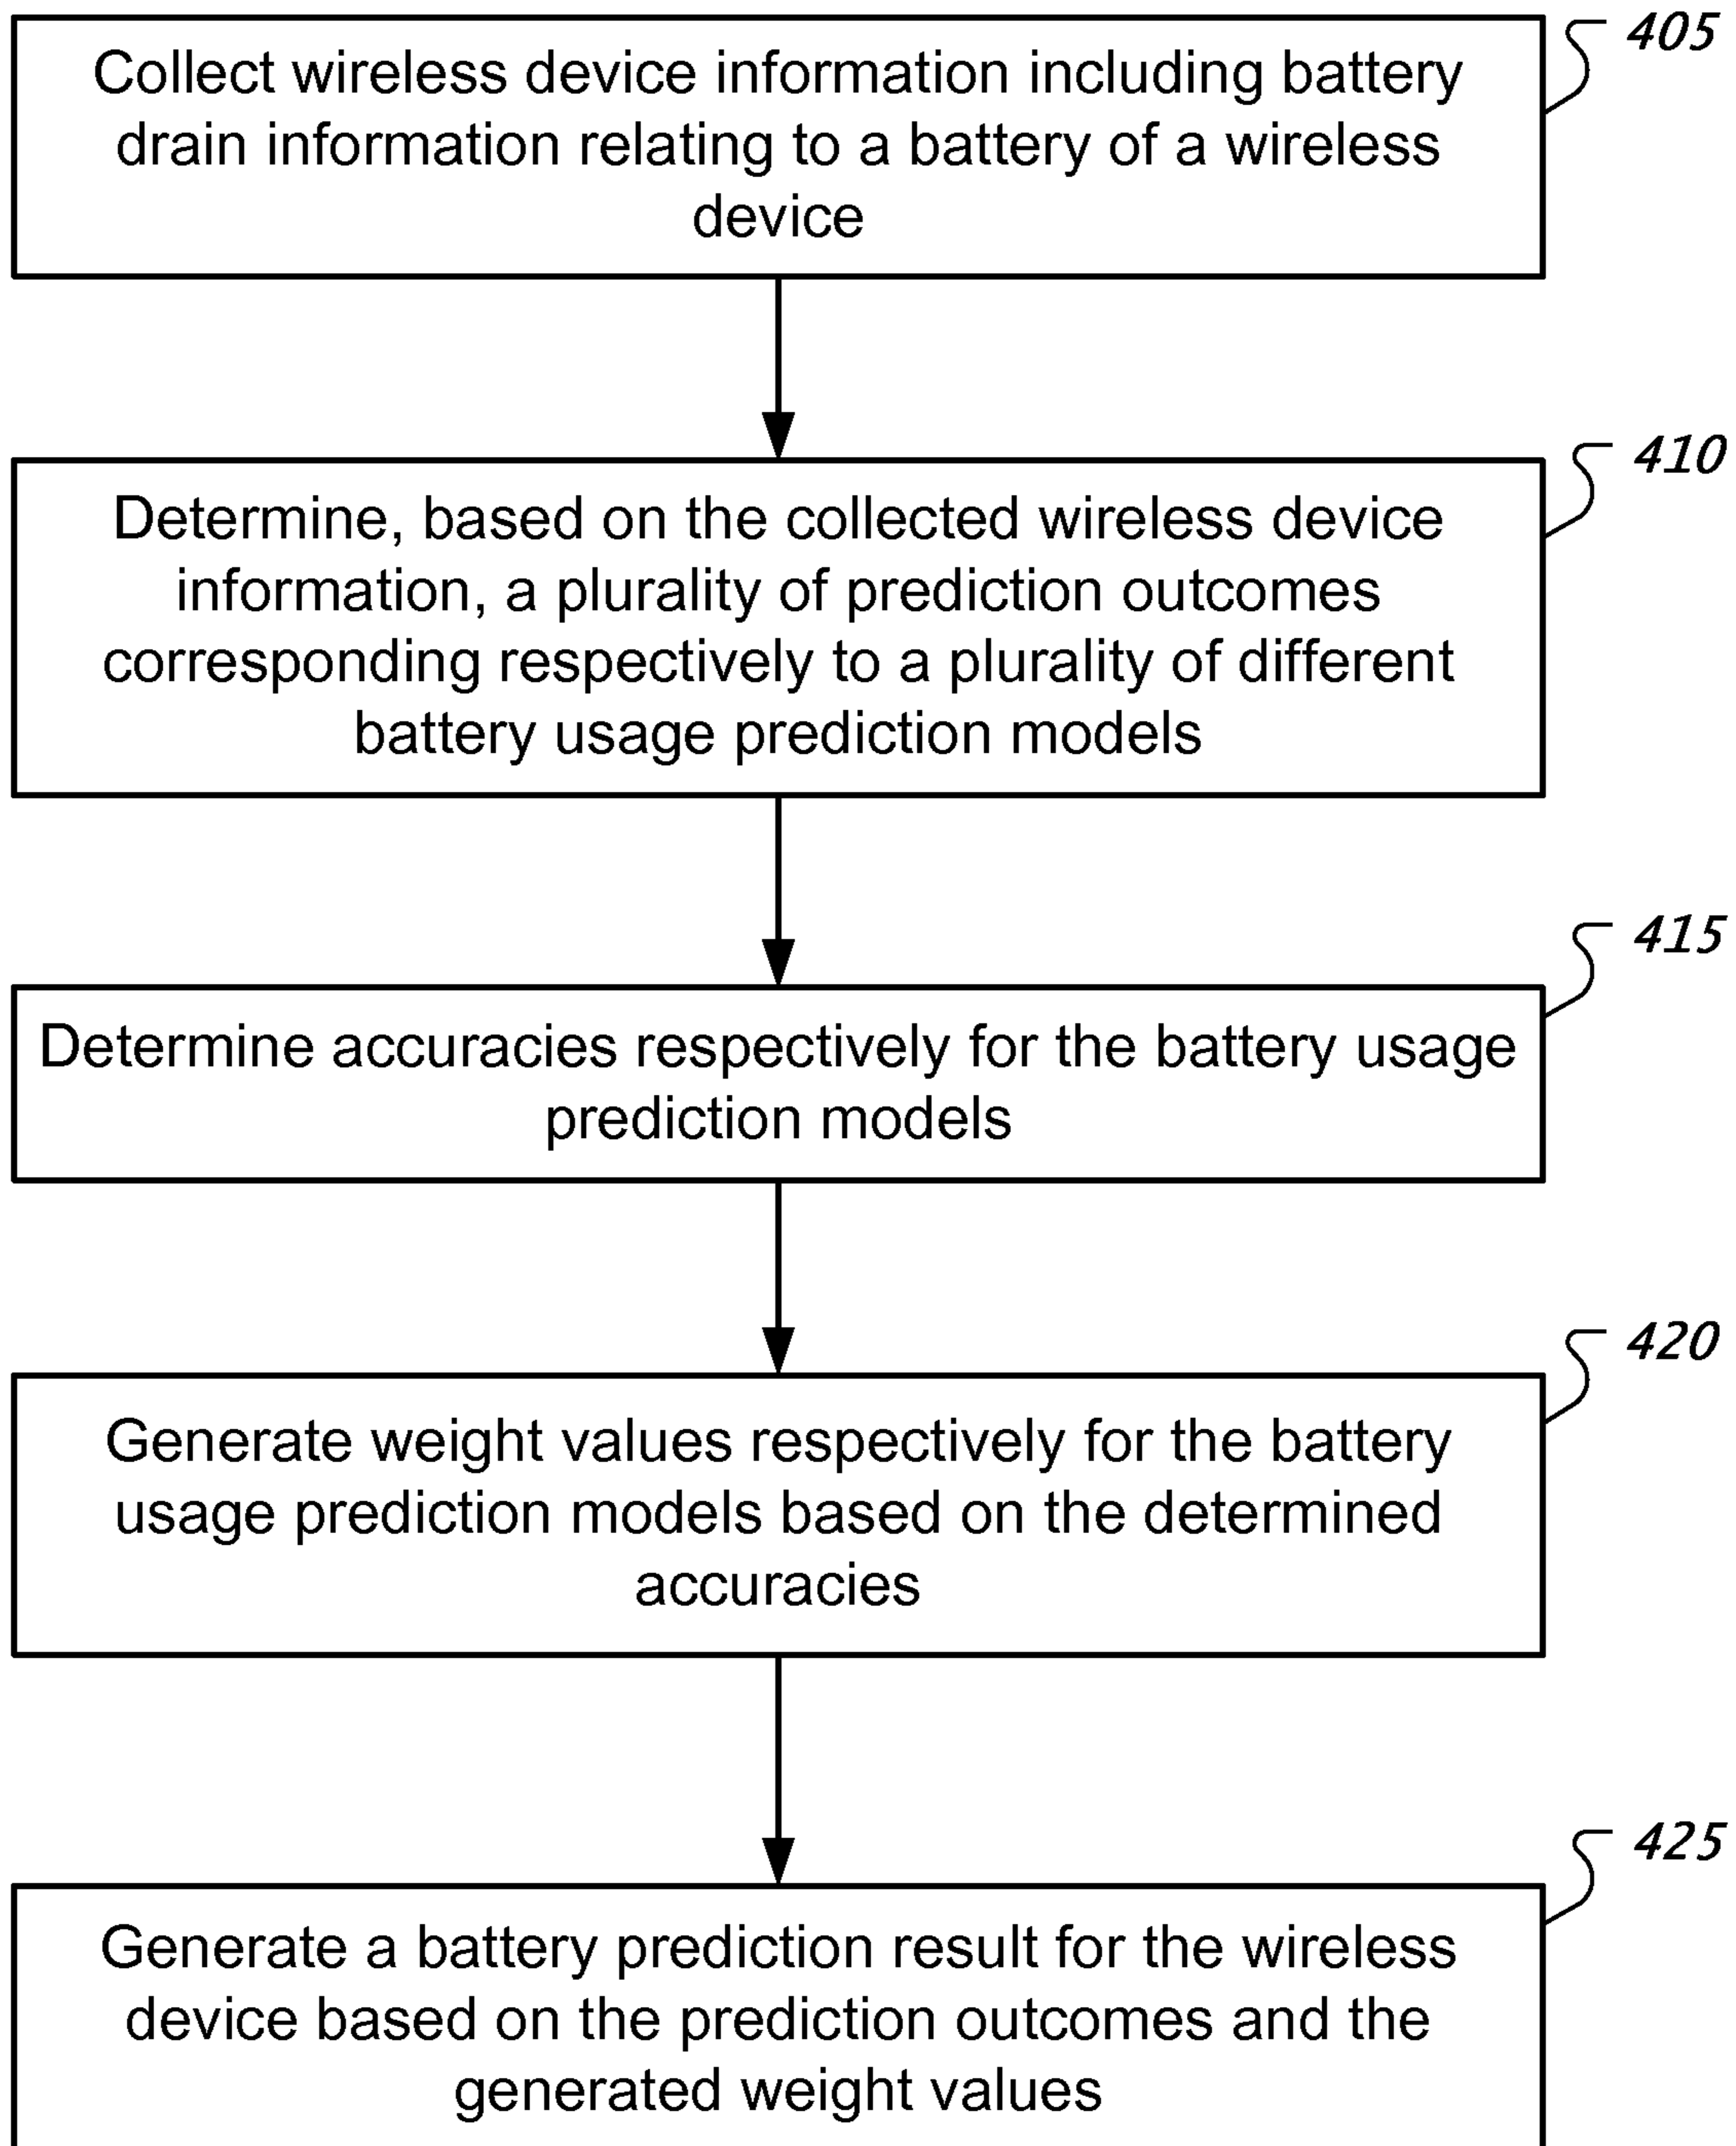 405
Collect wireless device information including battery
drain information relating to a battery of a wireless
device
410
Determine, based on the collected wireless device
information, a plurality of prediction outcomes
corresponding respectively to a plurality of different
battery usage prediction models
415
Determine accuracies respectively for the battery usage
prediction models
420
Generate weight values respectively for the battery
usage prediction models based on the determined
accuracies
425
Generate a battery prediction result for the wireless
device based on the prediction outcomes and the
generated weight values